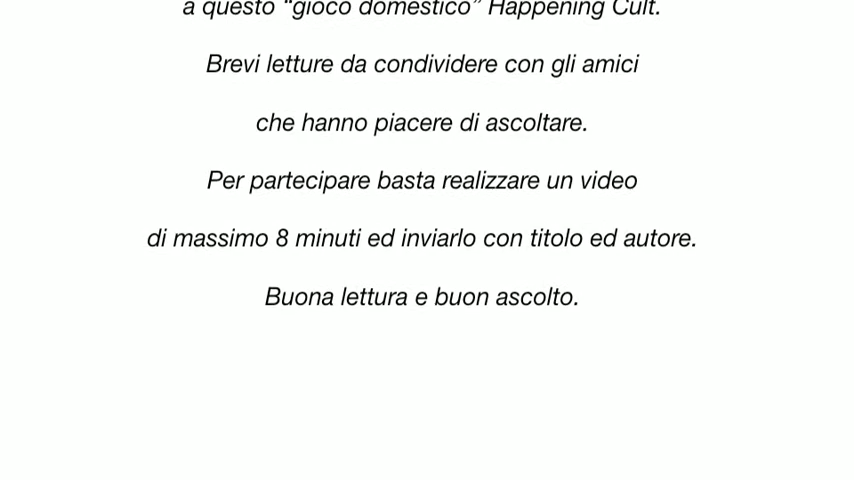 a questo “gioco domestico” Happening Cult.
Brevi letture da condividere con gli amici
che hanno piacere di ascoltare.
Per partecipare basta realizzare un video
di massimo 8 minuti ed inviarlo con titolo ed autore.
Buona lettura e buon ascolto.